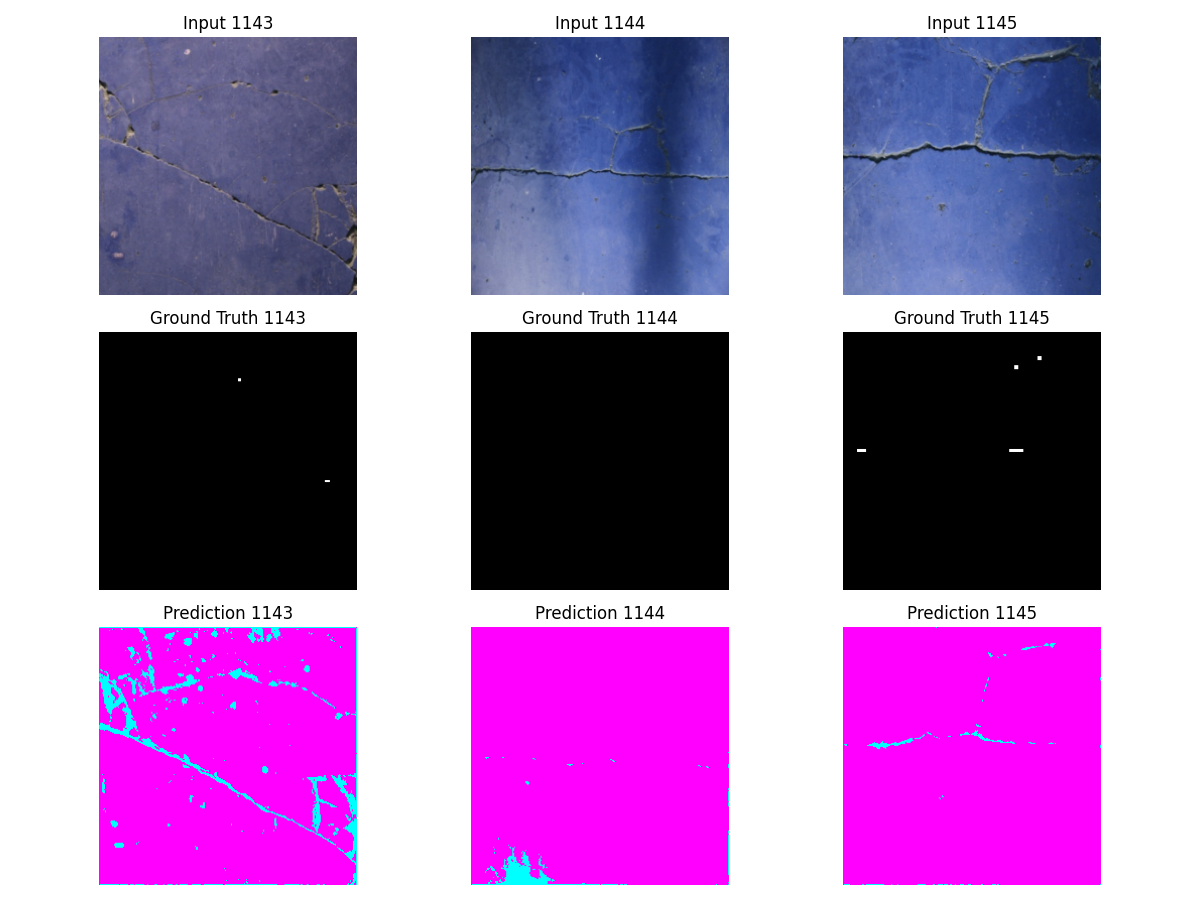 Input 1143
Input 1144
Input 1145
Ground Truth 1143
Ground Truth 1144
Ground Truth 1145
Prediction 1143
Prediction 1144
Prediction 1145